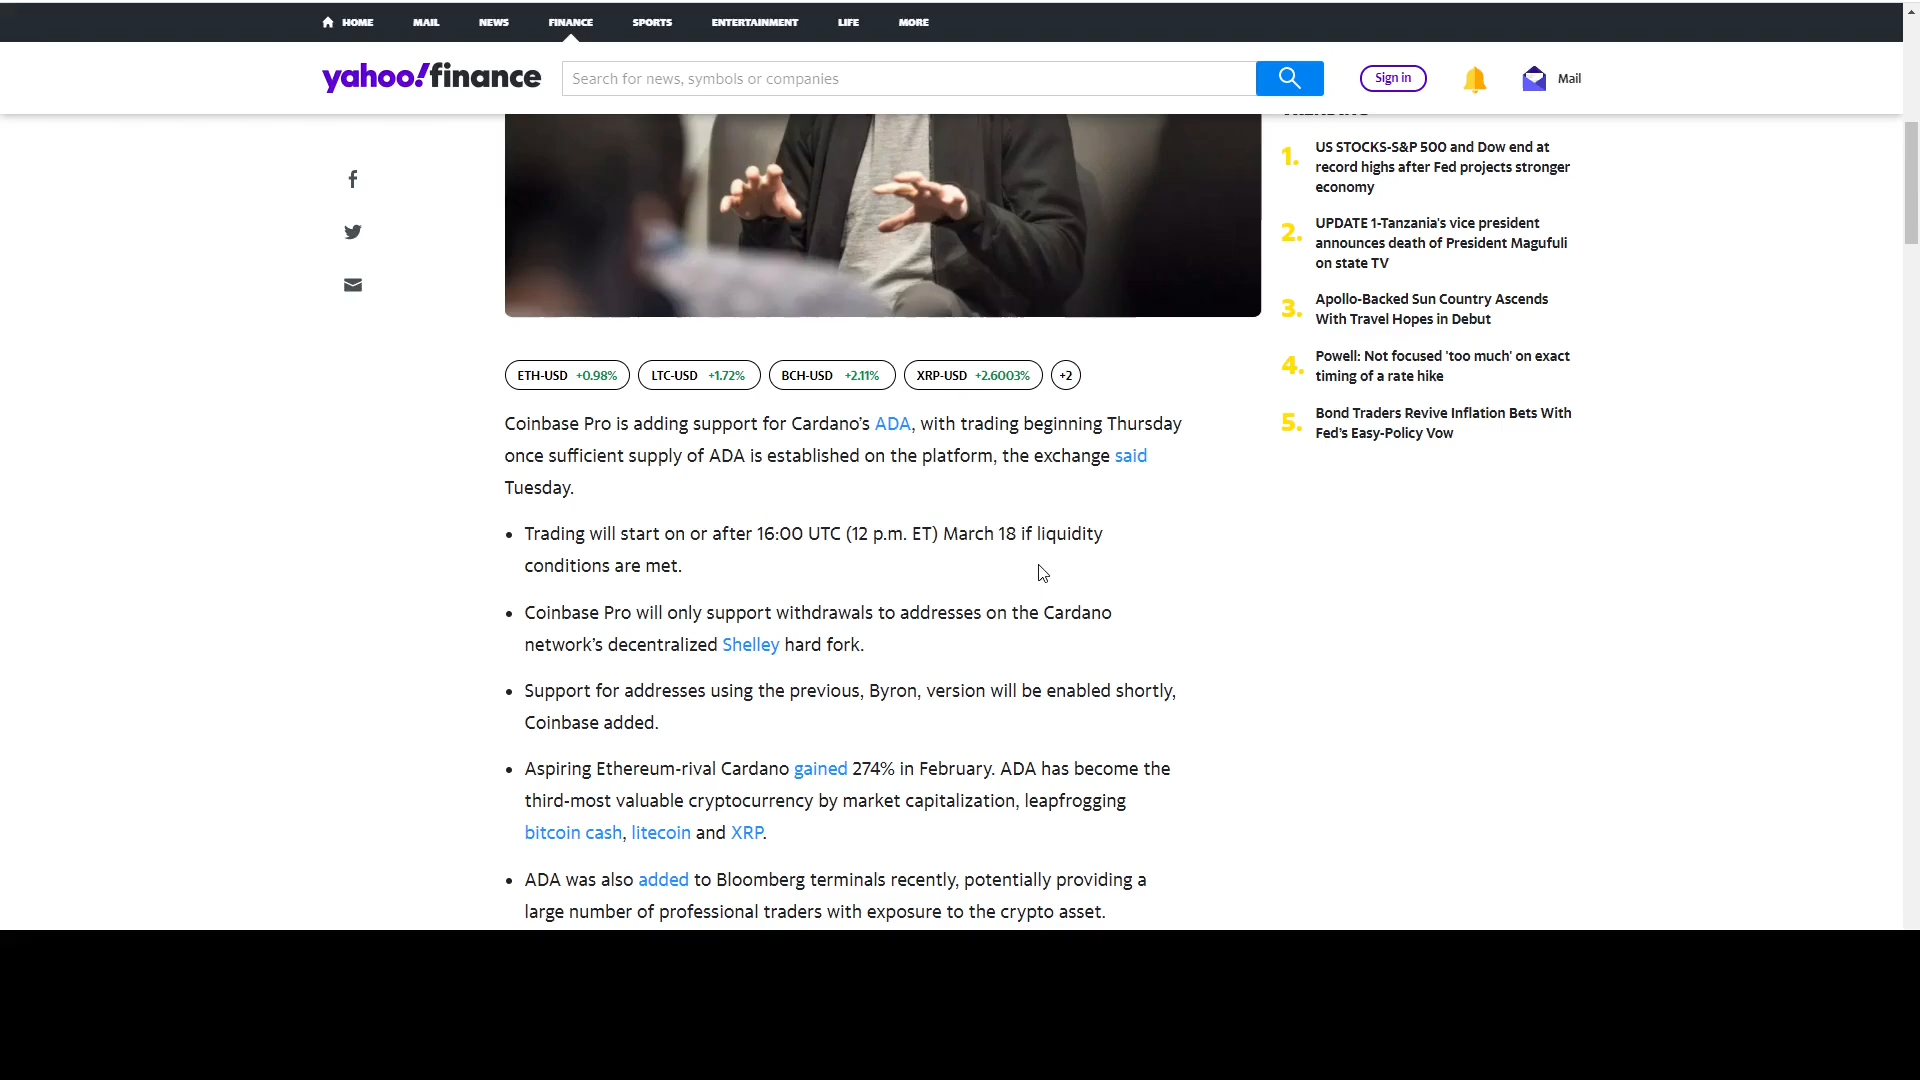 HOME MAIL NEWS FINANCE SPORTS ENTERTAINMENT LIFE MORE
yahoo!finance Search for news, symbols or companies Sign in Mail
1. US STOCKS-S&P 500 and Dow end at
record highs after Fed projects stronger
economy
2. UPDATE 1-Tanzania's vice president
announces death of President Magufuli
on state TV
3. Apollo-Backed Sun Country Ascends
With Travel Hopes in Debut
4. Powell: Not focused 'too much' on exact
timing of a rate hike
5. Bond Traders Revive Inflation Bets With
Fed's Easy-Policy Vow
ETH-USD +0.98% LTC-USD +1.72% BCH-USD +2.11% XRP-USD +2.6003% +2
Coinbase Pro is adding support for Cardano's ADA, with trading beginning Thursday
once sufficient supply of ADA is established on the platform, the exchange said
Tuesday.
• Trading will start on or after 16:00 UTC (12 p.m. ET) March 18 if liquidity
conditions are met.
• Coinbase Pro will only support withdrawals to addresses on the Cardano
network's decentralized Shelley hard fork.
• Support for addresses using the previous, Byron, version will be enabled shortly,
Coinbase added.
• Aspiring Ethereum-rival Cardano gained 274% in February. ADA has become the
third-most valuable cryptocurrency by market capitalization, leapfrogging
bitcoin cash, litecoin and XRP.
• ADA was also added to Bloomberg terminals recently, potentially providing a
large number of professional traders with exposure to the crypto asset.